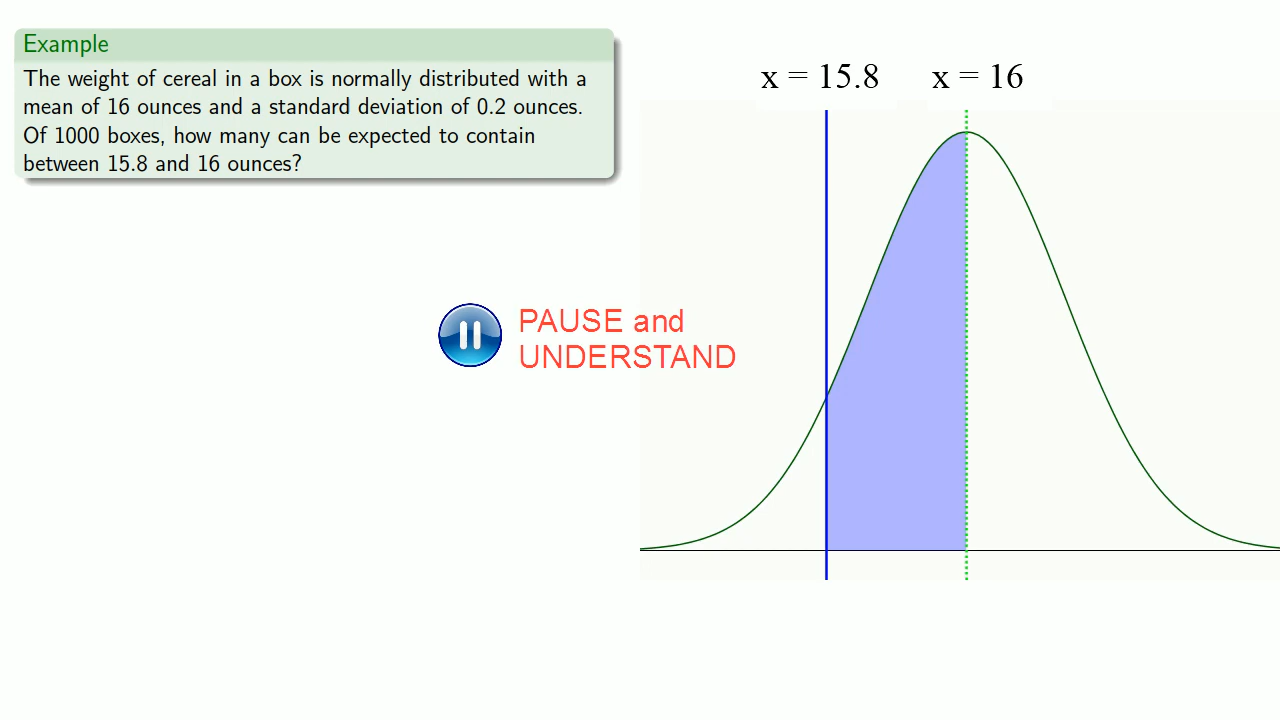 Example
The weight of cereal in a box is normally distributed with a
mean of 16 ounces and a standard deviation of 0.2 ounces.
Of 1000 boxes, how many can be expected to contain
between 15.8 and 16 ounces?
x = 15.8
x = 16
PAUSE and
UNDERSTAND